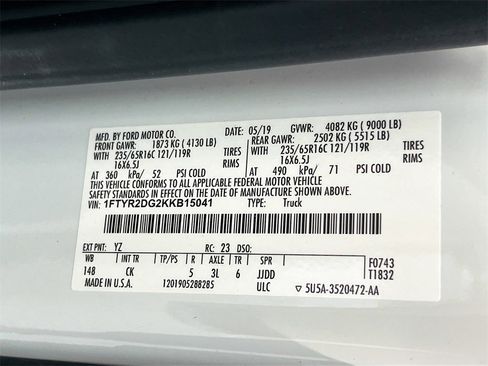 MFD. BY FORD MOTOR CO. DATE: 05/19 GVWR: 4082 KG ( 9000 LB)
FRONT GAWR: 1873 KG ( 4130 LB) REAR GAWR: 2502 KG ( 5515 LB)
WITH 235/65R16C 121/119R TIRES WITH 235/65R16C 121/119R TIRES
16X6.5J RIMS 16X6.5J RIMS
AT 360 kPa/ 52 PSI COLD AT 490 kPa/ 71 PSI COLD
THIS VEHICLE CONFORMS TO ALL APPLICABLE FEDERAL MOTOR VEHICLE
SAFETY STANDARDS IN EFFECT ON THE DATE OF MANUFACTURE SHOWN ABOVE.
VIN: 1FTYR2DG2KKB15041 TYPE: Truck
EXT PNT: YZ RC: 23 DSO:
WB TP/PS R AXLE TR SPR F0743
148 CK 5 3L 6 JJDD T1832
MADE IN U.S.A. 1201905288285 ULC 5U5A-3520472-AA